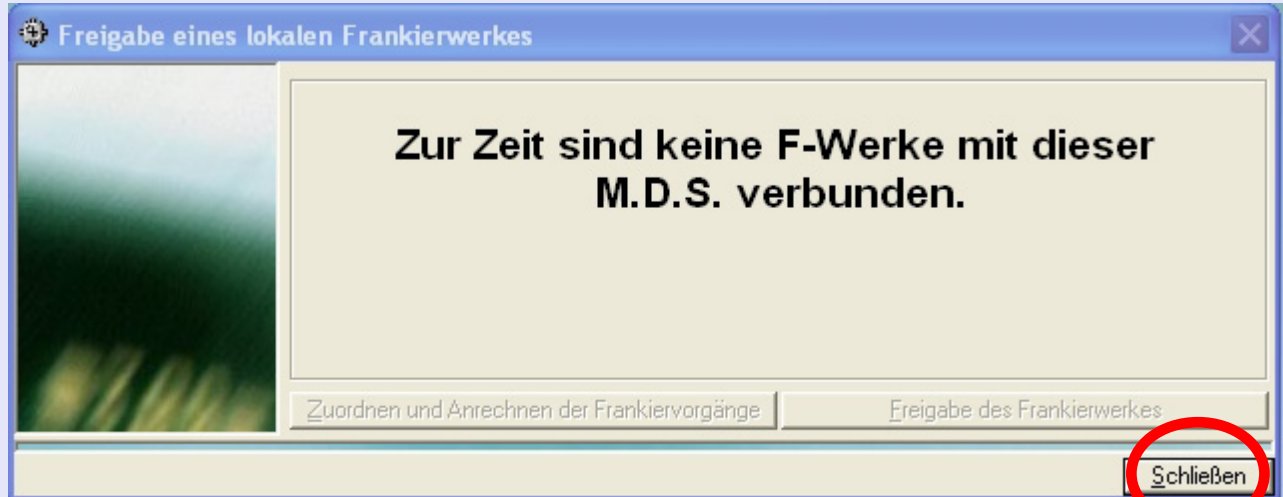 Freigabe eines lokalen Frankierwerkes
Zur Zeit sind keine F-Werke mit dieser
M.D.S. verbunden.
Zuordnen und Anrechnen der Frankiervorgänge
Freigabe des Frankierwerkes
Schließen